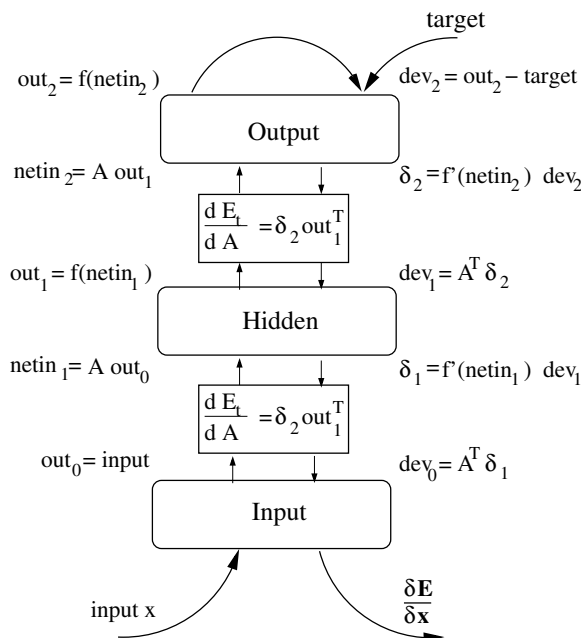 target
out₂ = f(netin₂)
dev₂ = out₂ – target
Output
netin₂ = A out₁
δ₂ = f'(netin₂) dev₂
d Eₜ / d A = δ₂ out₁ᵀ
out₁ = f(netin₁)
dev₁ = Aᵀ δ₂
Hidden
netin₁ = A out₀
δ₁ = f'(netin₁) dev₁
d Eₜ / d A = δ₂ out₁ᵀ
out₀ = input
dev₀ = Aᵀ δ₁
Input
input x
δE / δx